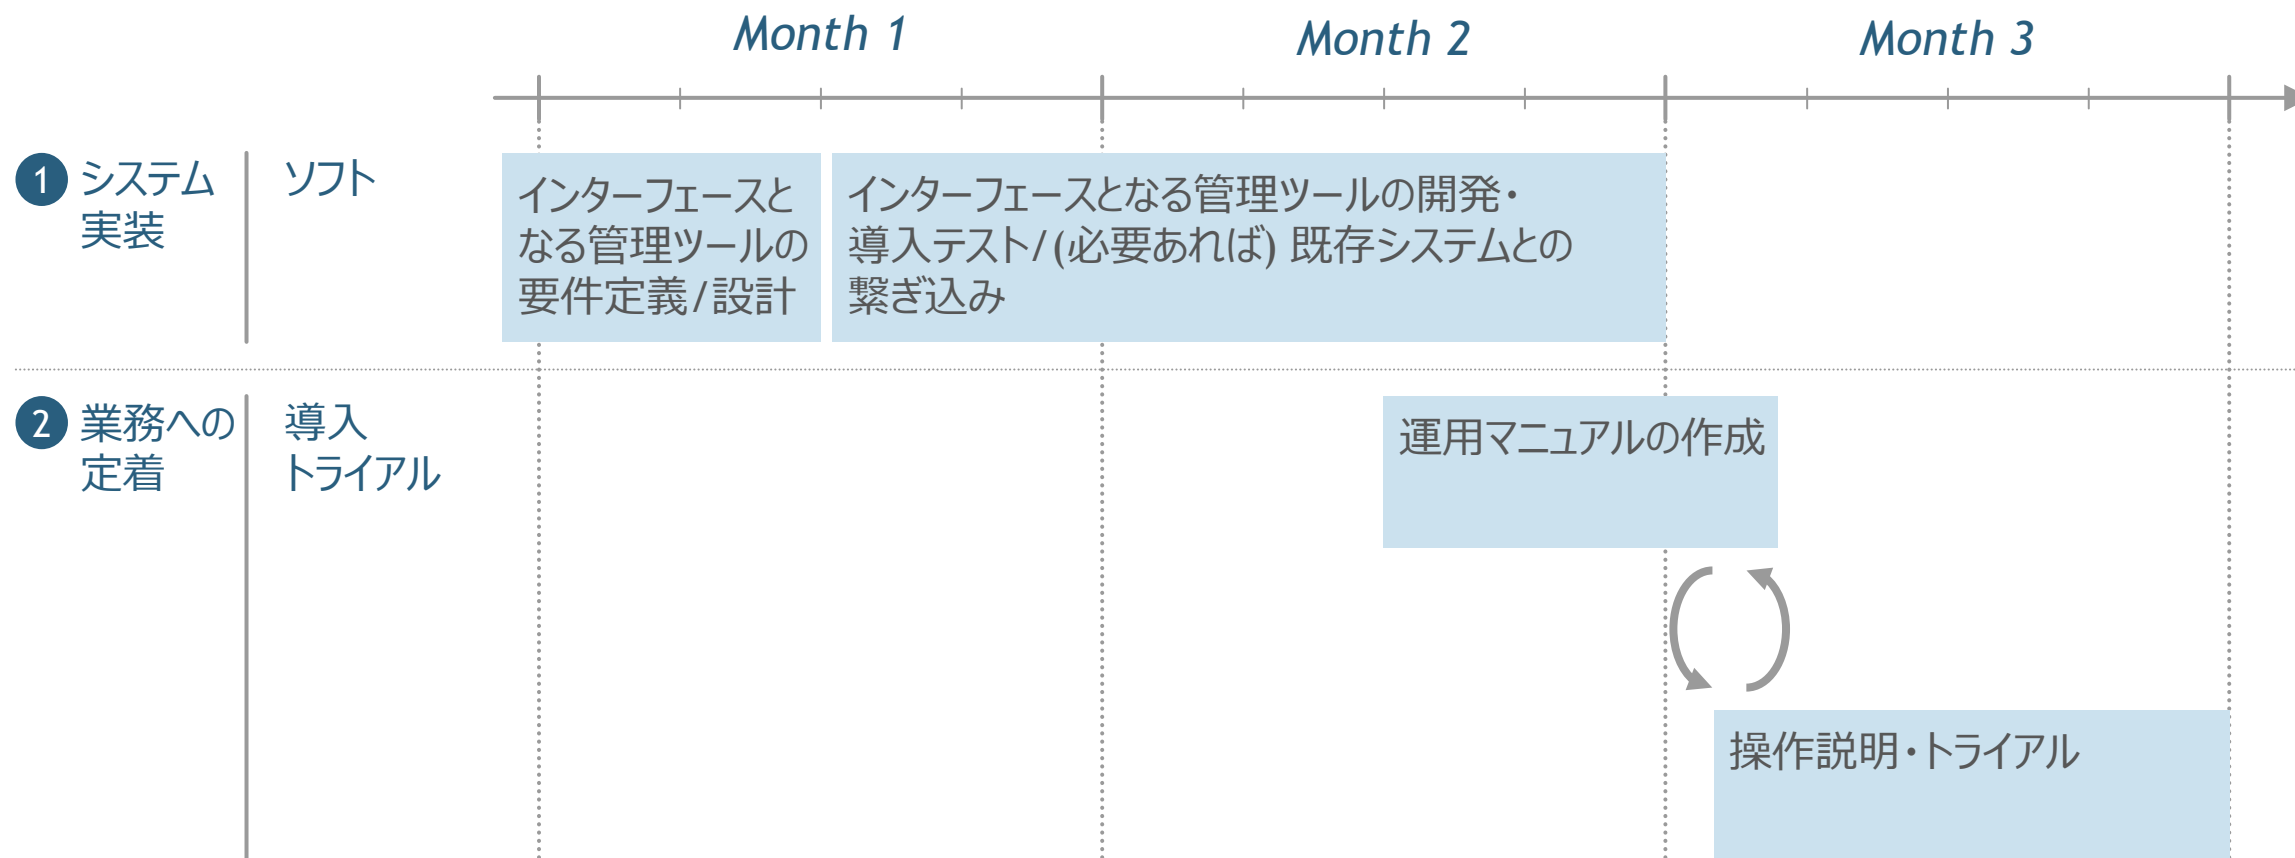 Month 1
Month 2
Month 3
1
システム
実装
ソフト
インターフェースと
なる管理ツールの
要件定義/設計
インターフェースとなる管理ツールの開発・
導入テスト/(必要あれば) 既存システムとの
繋ぎ込み
2
業務への
定着
導入
トライアル
運用マニュアルの作成
操作説明・トライアル